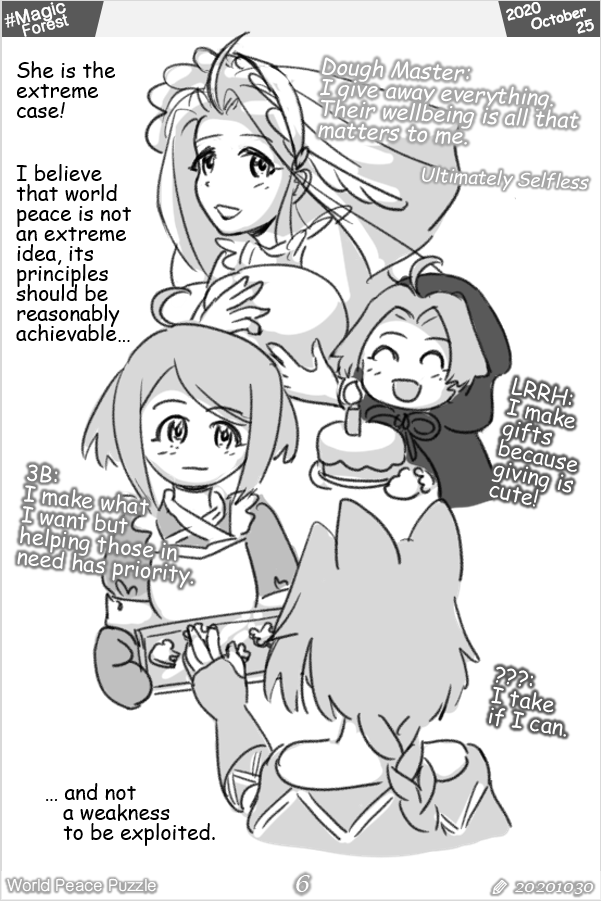 #Magic
Forest
2020
October
25
She is the
extreme
case!
Dough Master:
I give away everything.
Their wellbeing is all that
matters to me.
Ultimately Selfless
I believe
that world
peace is not
an extreme
idea, its
principles
should be
reasonably
achievable...
LRRH:
I make
gifts
because
giving is
cute!
3B:
I make what
I want but
helping those in
need has priority.
???:
I take
if I can.
... and not
a weakness
to be exploited.
World Peace Puzzle
6
20201030